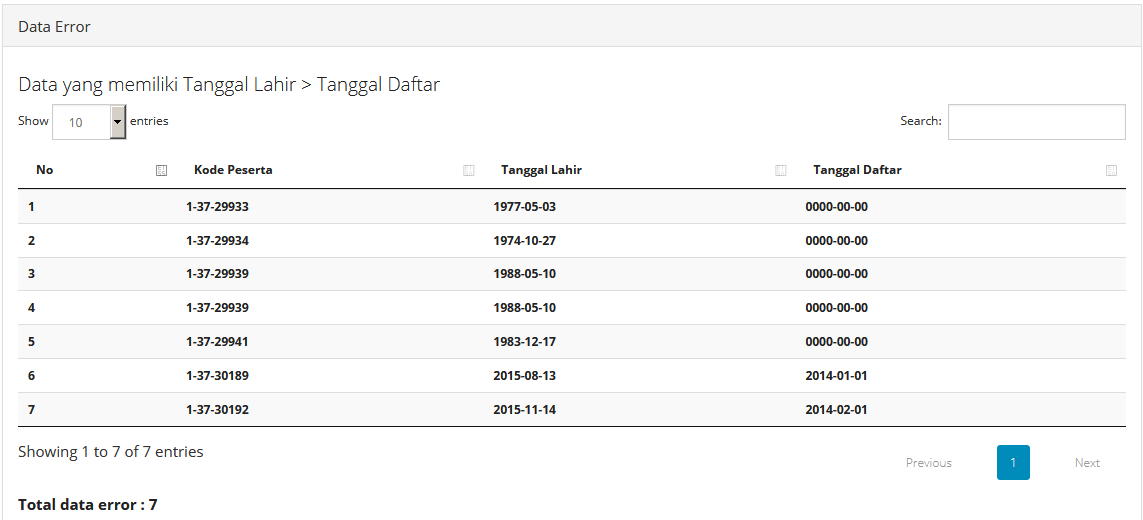 Data Error
Data yang memiliki Tanggal Lahir > Tanggal Daftar
Show 10 entries Search:
No Kode Peserta Tanggal Lahir Tanggal Daftar
1 1-37-29933 1977-05-03 0000-00-00
2 1-37-29934 1974-10-27 0000-00-00
3 1-37-29939 1988-05-10 0000-00-00
4 1-37-29939 1988-05-10 0000-00-00
5 1-37-29941 1983-12-17 0000-00-00
6 1-37-30189 2015-08-13 2014-01-01
7 1-37-30192 2015-11-14 2014-02-01
Showing 1 to 7 of 7 entries
Previous 1 Next
Total data error : 7